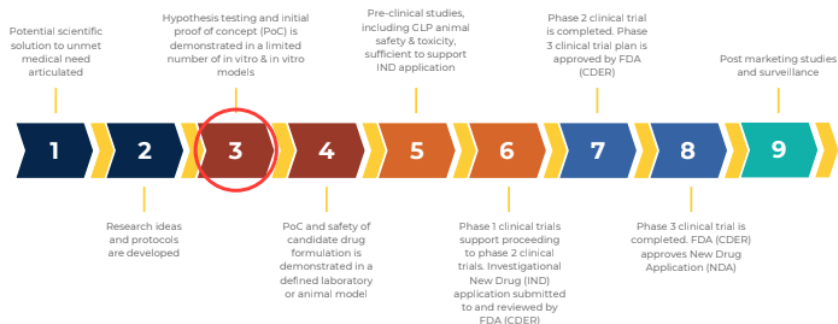 Potential scientific
solution to unmet
medical need
articulated
Hypothesis testing and initial
proof of concept (PoC) is
demonstrated in a limited
number of in vitro & in vitro
models
Pre-clinical studies,
including GLP animal
safety & toxicity,
sufficient to support
IND application
Phase 2 clinical trial
is completed. Phase
3 clinical trial plan is
approved by FDA
(CDER)
Post marketing studies
and surveillance
1
2
3
4
5
6
7
8
9
Research ideas
and protocols
are developed
PoC and safety of
candidate drug
formulation is
demonstrated in a
defined laboratory
or animal model
Phase 1 clinical trials
support proceeding
to phase 2 clinical
trials. Investigational
New Drug (IND)
application submitted
to and reviewed by
FDA (CDER)
Phase 3 clinical trial is
completed. FDA (CDER)
approves New Drug
Application (NDA)